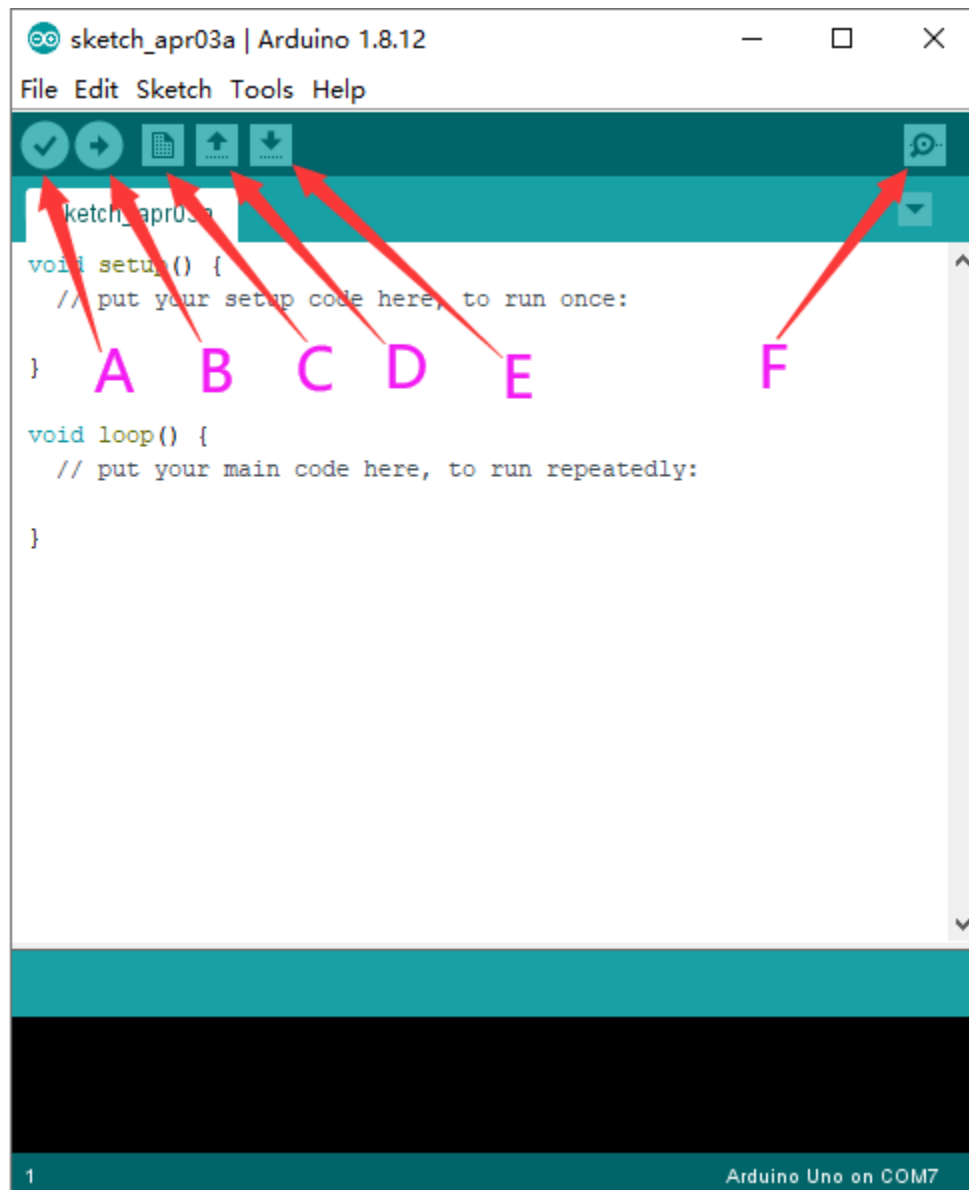 sketch_apr03a | Arduino 1.8.12
File Edit Sketch Tools Help
sketch_apr03a
void setup() {
  // put your setup code here, to run once:
}
A B C D E F
void loop() {
  // put your main code here, to run repeatedly:
}
1 Arduino Uno on COM7